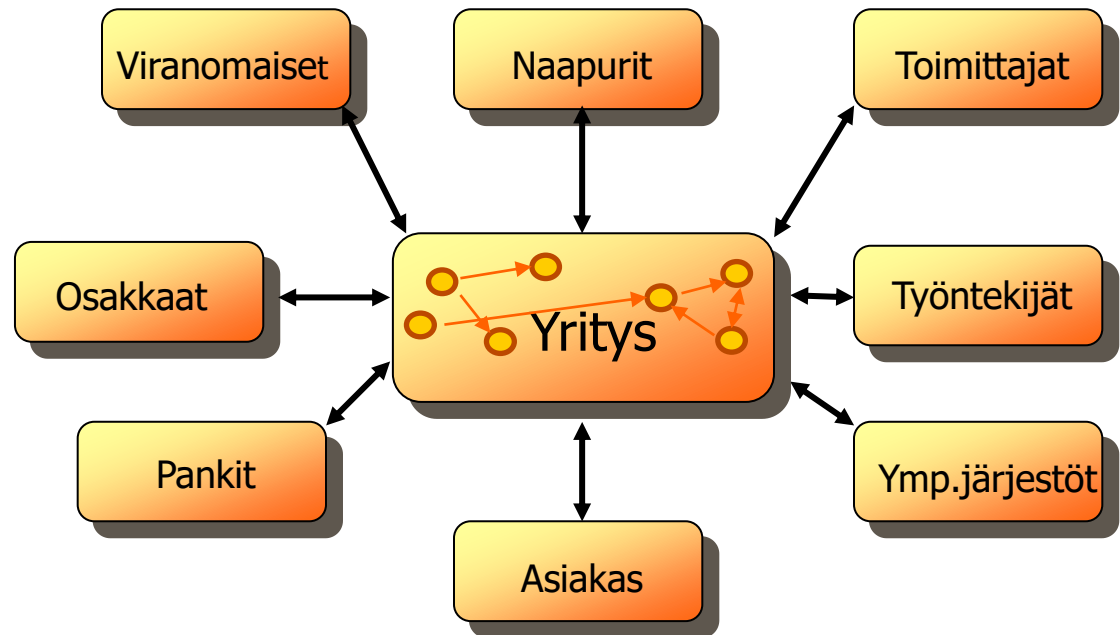 Viranomaiset
Naapurit
Toimittajat
Osakkaat
Yritys
Työntekijät
Pankit
Ymp.järjestöt
Asiakas